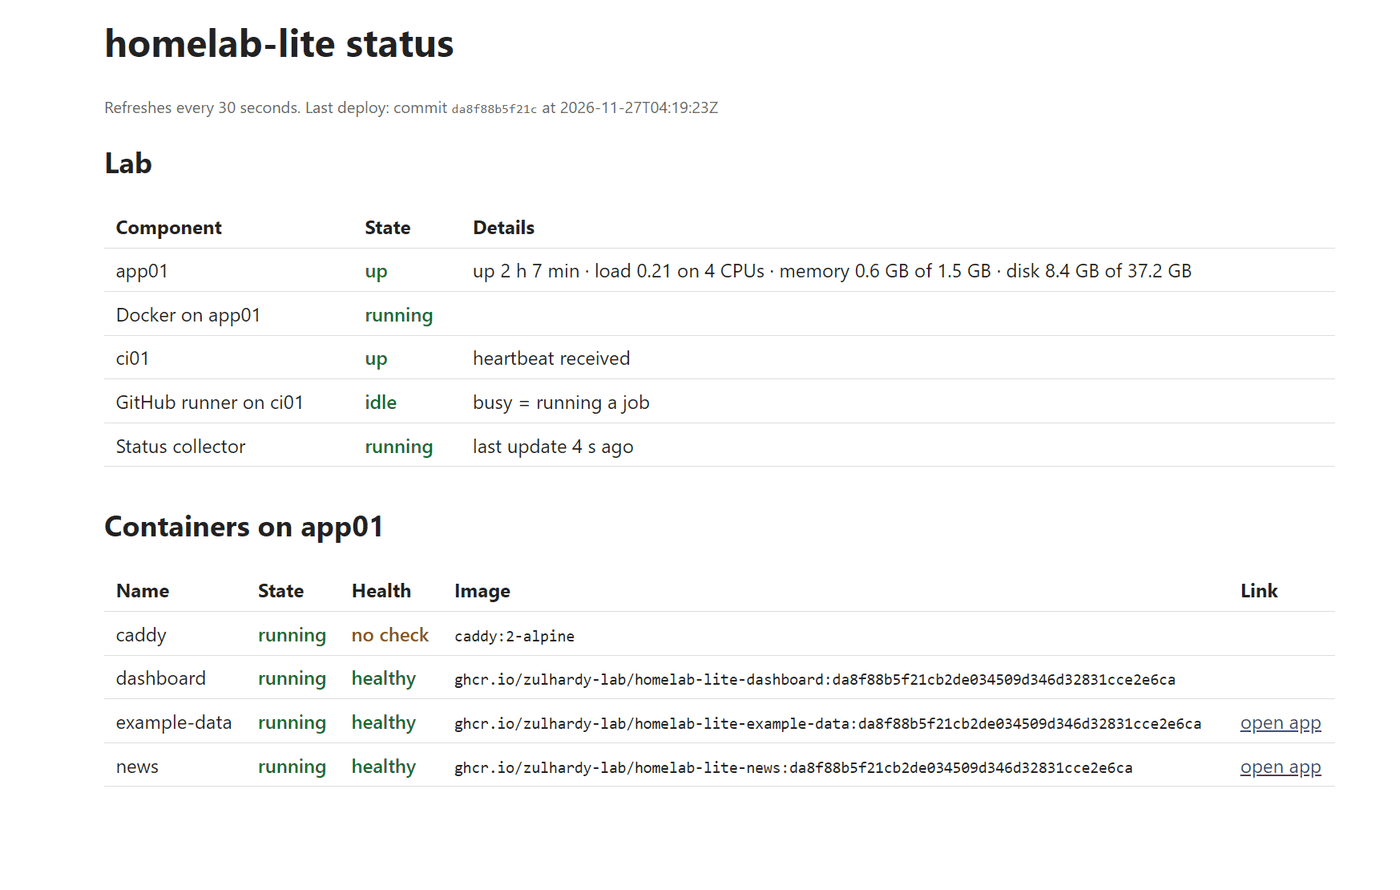 homelab-lite status
Refreshes every 30 seconds. Last deploy: commit da8f88b5f21c at 2026-11-27T04:19:23Z
Lab
Component State Details
app01 up up 2 h 7 min · load 0.21 on 4 CPUs · memory 0.6 GB of 1.5 GB · disk 8.4 GB of 37.2 GB
Docker on app01 running
ci01 up heartbeat received
GitHub runner on ci01 idle busy = running a job
Status collector running last update 4 s ago
Containers on app01
Name State Health Image Link
caddy running no check caddy:2-alpine
dashboard running healthy ghcr.io/zulhardy-lab/homelab-lite-dashboard:da8f88b5f21cb2de034509d346d32831cce2e6ca
example-data running healthy ghcr.io/zulhardy-lab/homelab-lite-example-data:da8f88b5f21cb2de034509d346d32831cce2e6ca open app
news running healthy ghcr.io/zulhardy-lab/homelab-lite-news:da8f88b5f21cb2de034509d346d32831cce2e6ca open app